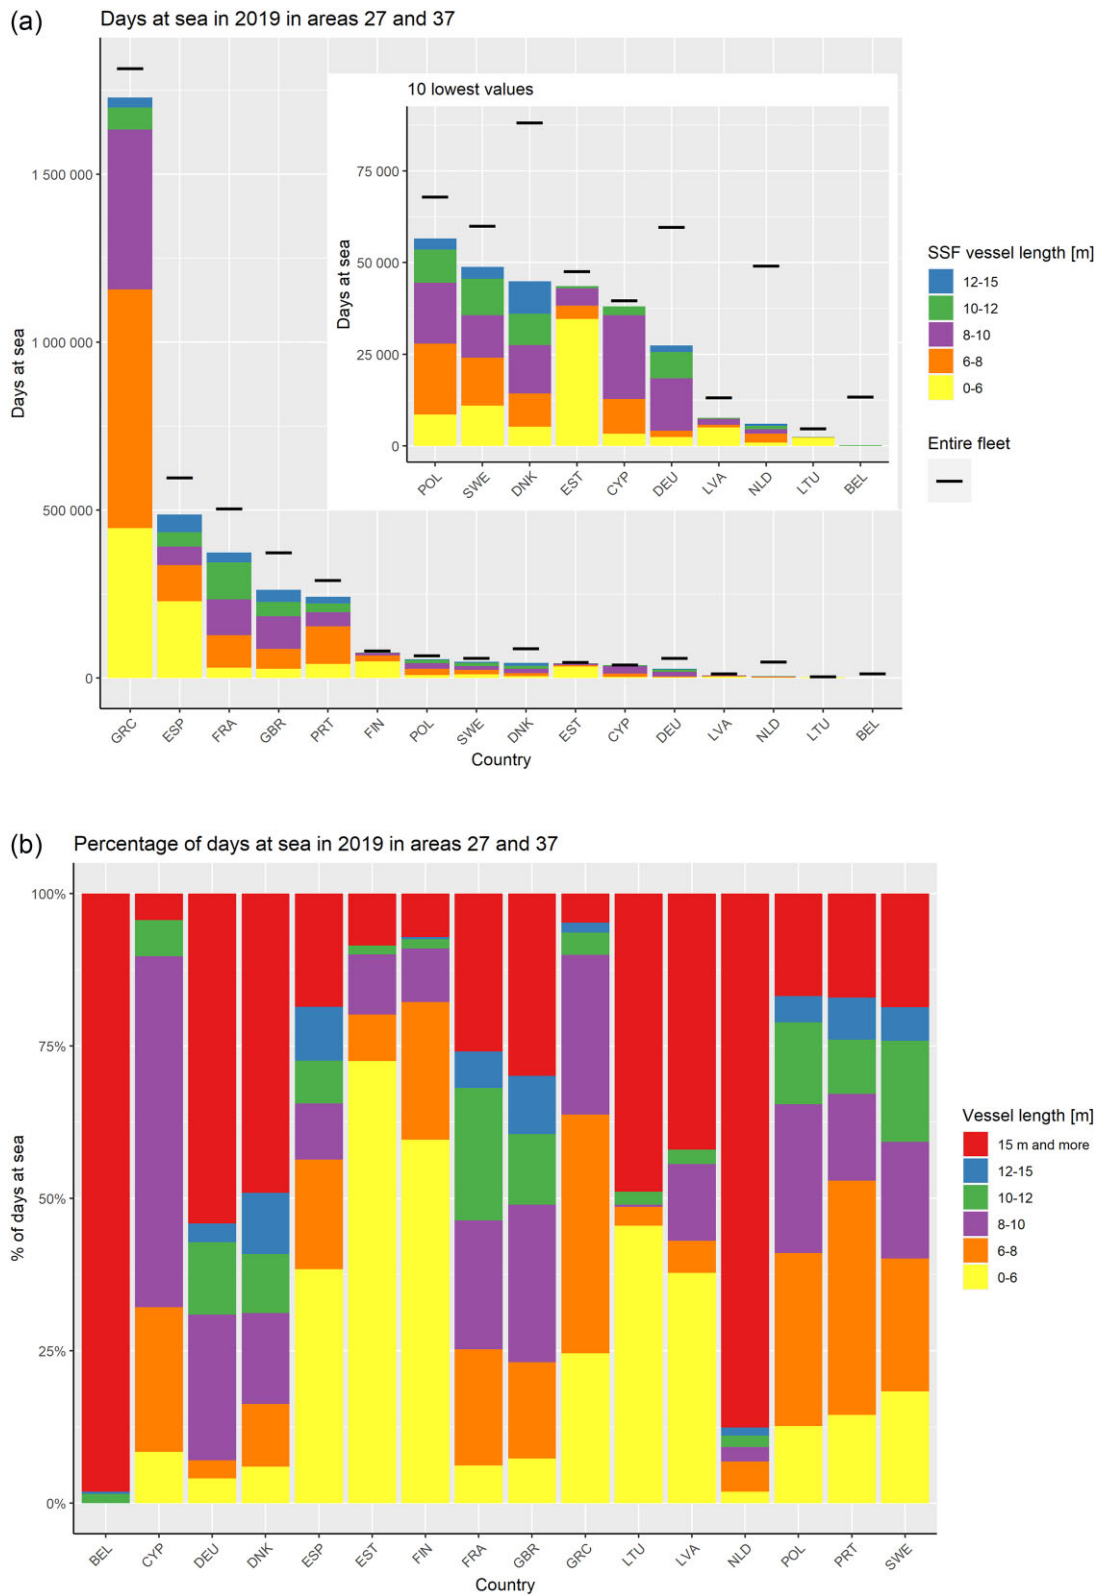 (a)
Days at sea in 2019 in areas 27 and 37
Days at sea
1 500 000
1 000 000
500 000
0
10 lowest values
Days at sea
75 000
50 000
25 000
0
POL SWE DNK EST CYP DEU LVA NLD LTU BEL
SSF vessel length [m]
12-15
10-12
8-10
6-8
0-6
Entire fleet
GRC ESP FRA GBR PRT FIN POL SWE DNK EST CYP DEU LVA NLD LTU BEL
Country
(b)
Percentage of days at sea in 2019 in areas 27 and 37
% of days at sea
100%
75%
50%
25%
0%
Vessel length [m]
15 m and more
12-15
10-12
8-10
6-8
0-6
BEL CYP DEU DNK ESP EST FIN FRA GBR GRC LTU LVA NLD POL PRT SWE
Country